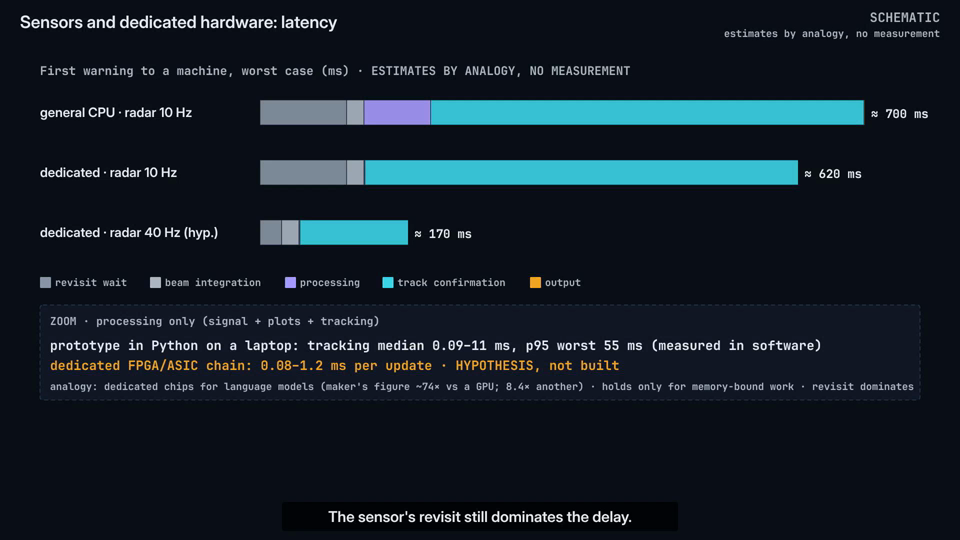 Sensors and dedicated hardware: latency
SCHEMATIC
estimates by analogy, no measurement
First warning to a machine, worst case (ms) · ESTIMATES BY ANALOGY, NO MEASUREMENT
general CPU · radar 10 Hz
≈ 700 ms
dedicated · radar 10 Hz
≈ 620 ms
dedicated · radar 40 Hz (hyp.)
≈ 170 ms
revisit wait
beam integration
processing
track confirmation
output
ZOOM · processing only (signal + plots + tracking)
prototype in Python on a laptop: tracking median 0.09–11 ms, p95 worst 55 ms (measured in software)
dedicated FPGA/ASIC chain: 0.08–1.2 ms per update · HYPOTHESIS, not built
analogy: dedicated chips for language models (maker's figure ~74× vs a GPU; 8.4× another) · holds only for memory-bound work · revisit dominates
The sensor's revisit still dominates the delay.